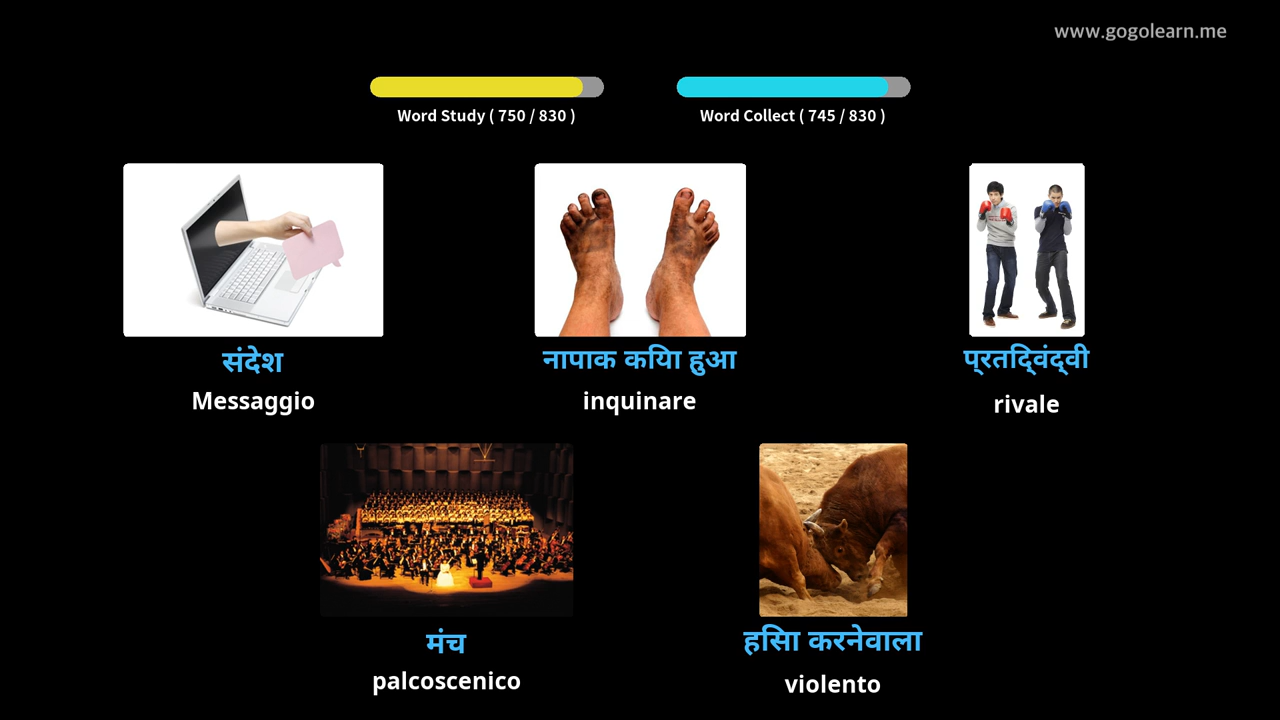 www.gogolearn.me
Word Study ( 750 / 830 )
Word Collect ( 745 / 830 )
संदेश
Messaggio
नापाक कयिा हुआ
inquinare
प्रतदि्वंद्वी
rivale
मंच
palcoscenico
हसिा करनेवाला
violento